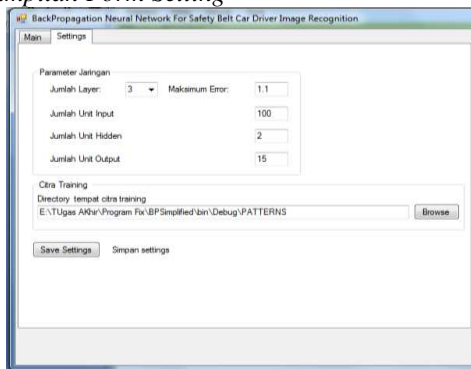 Form Setting
BackPropagation Neural Network For Safety Belt Car Driver Image Recognition
Main Settings
Parameter Jaringan
Jumlah Layer: 3 Maksimum Error: 1.1
Jumlah Unit Input 100
Jumlah Unit Hidden 2
Jumlah Unit Output 15
Citra Training
Directory tempat citra training
E:\TUgas AKhir\Program Fix\BPSimplified\bin\Debug\PATTERNS Browse
Save Settings Simpan settings